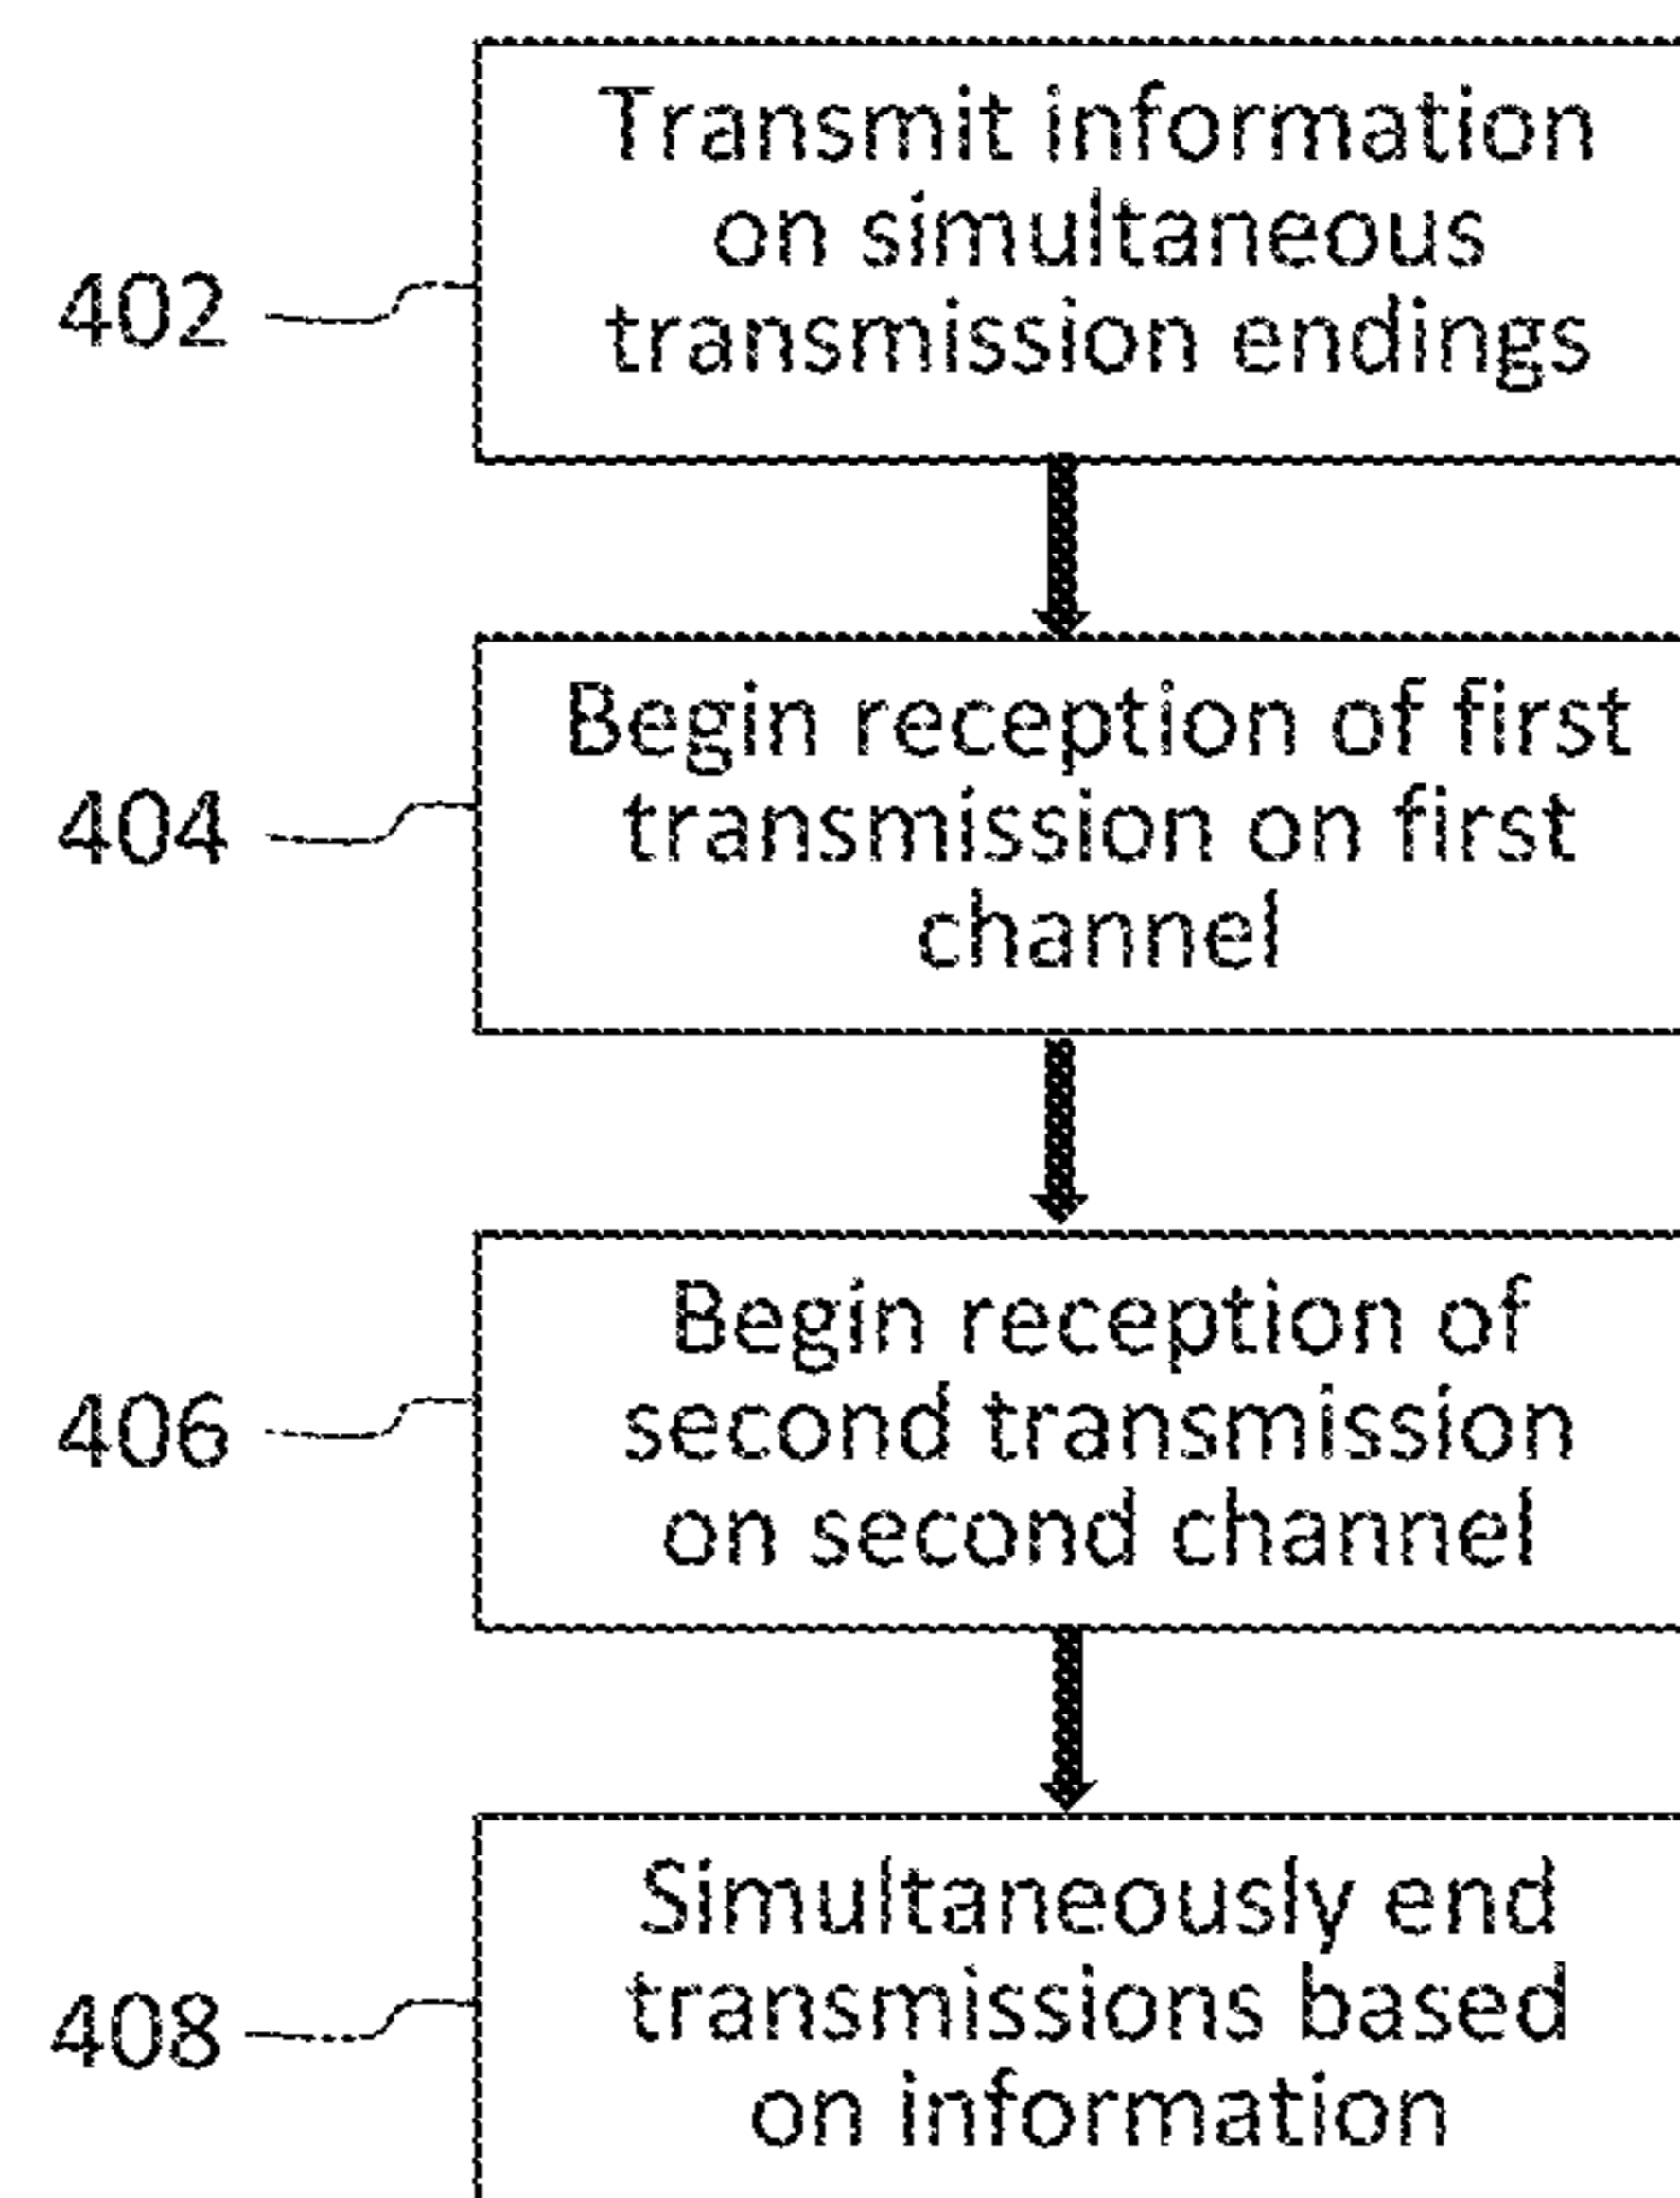 Transmit information
on simultaneous
402
transmission endings
Begin reception of first
404
transmission on first
channel
Begin reception of
406
second transmission
on second channel
Simultaneously end
408
transmissions based
on information